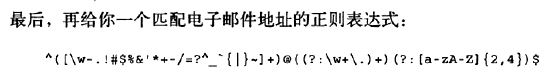 最后，再给你一个匹配电子邮件地址的正则表达式：
^([\w-.!#$%&'*+-/=?^_`{|}~]+)@((?:\w+\.)+)(?:[a-zA-Z]{2,4})$